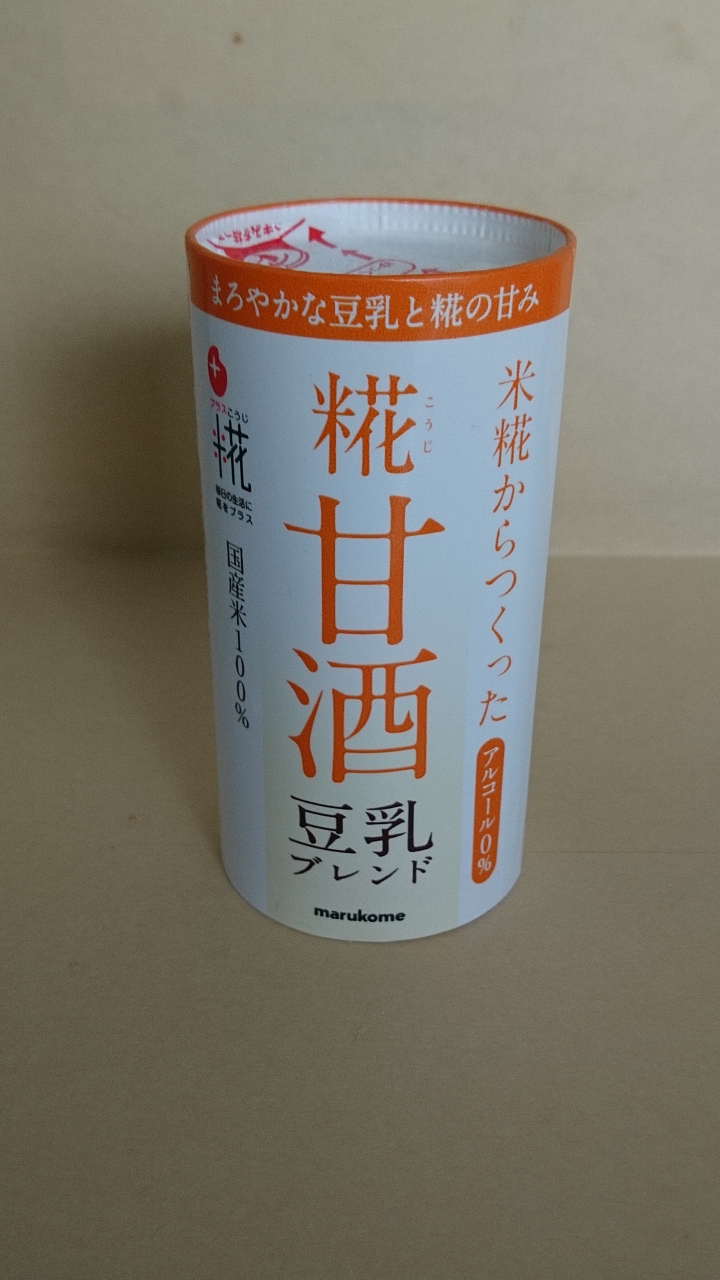 まろやかな豆乳と糀の甘み
米糀からつくった
アルコール0%
糀
こうじ
甘酒
豆乳
ブレンド
marukome
プラスこうじ
糀
毎日の生活に
糀をプラス
国産米100%